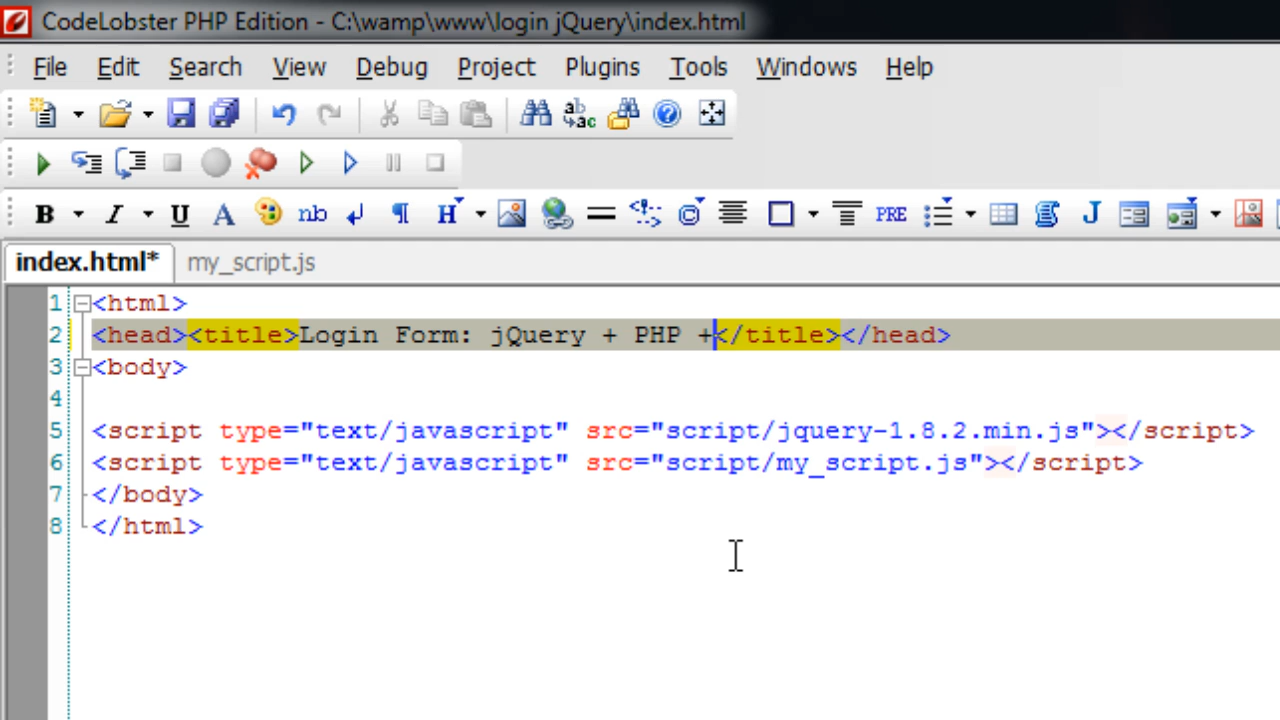 CodeLobster PHP Edition - C:\wamp\www\login jQuery\index.html
File Edit Search View Debug Project Plugins Tools Windows Help
B I U A nb H PRE J
index.html* my_script.js
1 <html>
2 <head><title>Login Form: jQuery + PHP +</title></head>
3 <body>
4
5 <script type="text/javascript" src="script/jquery-1.8.2.min.js"></script>
6 <script type="text/javascript" src="script/my_script.js"></script>
7 </body>
8 </html>